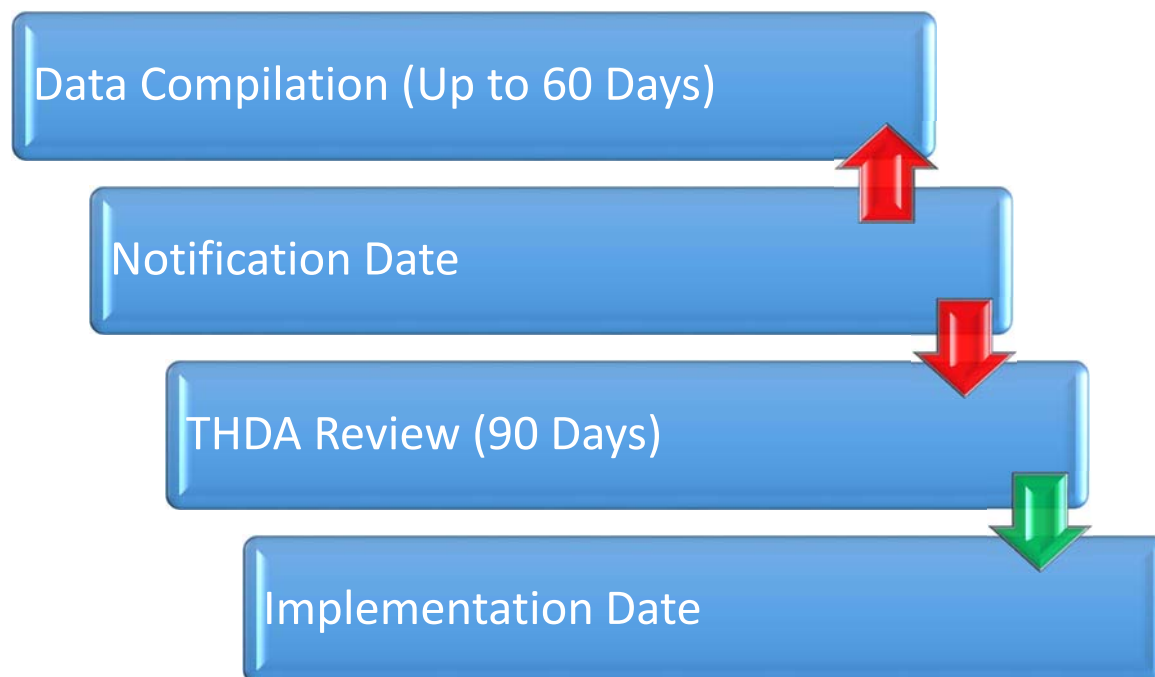 Data Compilation (Up to 60 Days)
Notification Date
THDA Review (90 Days)
Implementation Date